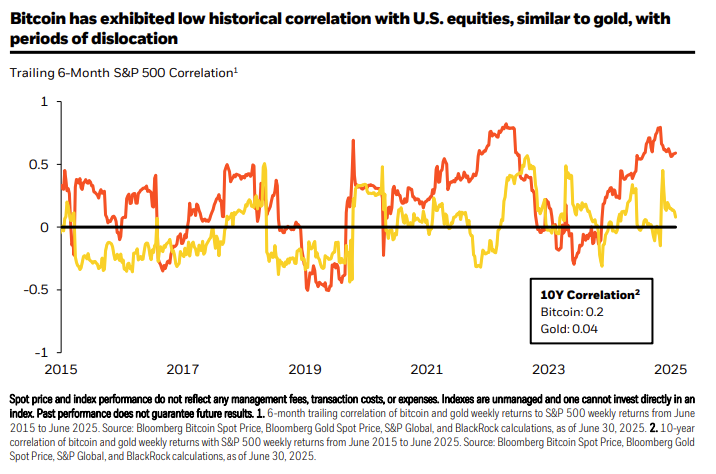 Bitcoin has exhibited low historical correlation with U.S. equities, similar to gold, with
periods of dislocation
Trailing 6-Month S&P 500 Correlation1
1
0.5
0
-0.5
-1
2015 2017 2019 2021 2023 2025
10Y Correlation2
Bitcoin: 0.2
Gold: 0.04
Spot price and index performance do not reflect any management fees, transaction costs, or expenses. Indexes are unmanaged and one cannot invest directly in an
index. Past performance does not guarantee future results. 1. 6-month trailing correlation of bitcoin and gold weekly returns to S&P 500 weekly returns from June
2015 to June 2025. Source: Bloomberg Bitcoin Spot Price, Bloomberg Gold Spot Price, S&P Global, and BlackRock calculations, as of June 30, 2025. 2. 10-year
correlation of bitcoin and gold weekly returns with S&P 500 weekly returns from June 2015 to June 2025. Source: Bloomberg Bitcoin Spot Price, Bloomberg Gold
Spot Price, S&P Global, and BlackRock calculations, as of June 30, 2025.